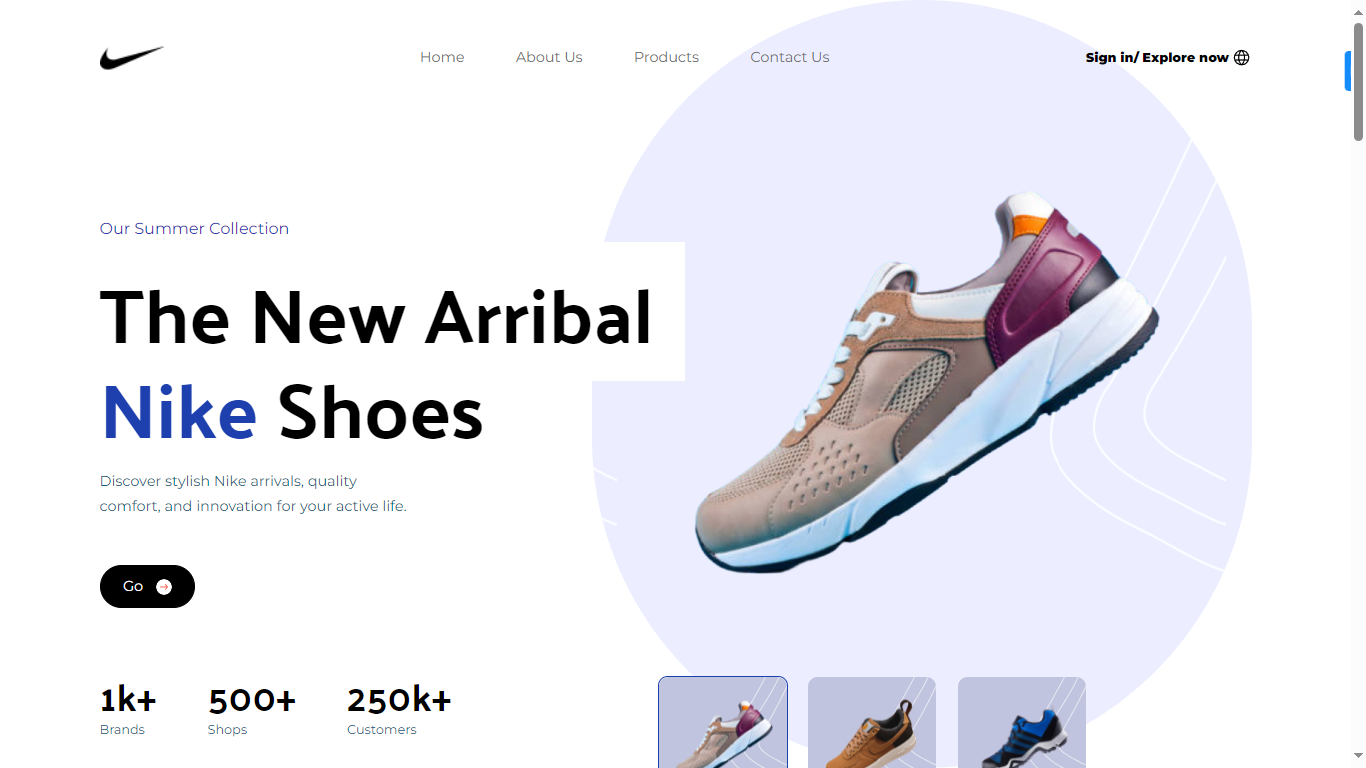 Home About Us Products Contact Us Sign in/ Explore now
Our Summer Collection
The New Arribal
Nike Shoes
Discover stylish Nike arrivals, quality
comfort, and innovation for your active life.
Go
1k+ 500+ 250k+
Brands Shops Customers